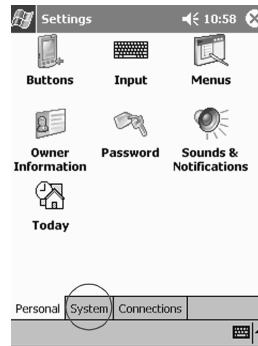 Settings 10:58
Buttons Input Menus
Owner Information Password Sounds & Notifications
Today
Personal System Connections